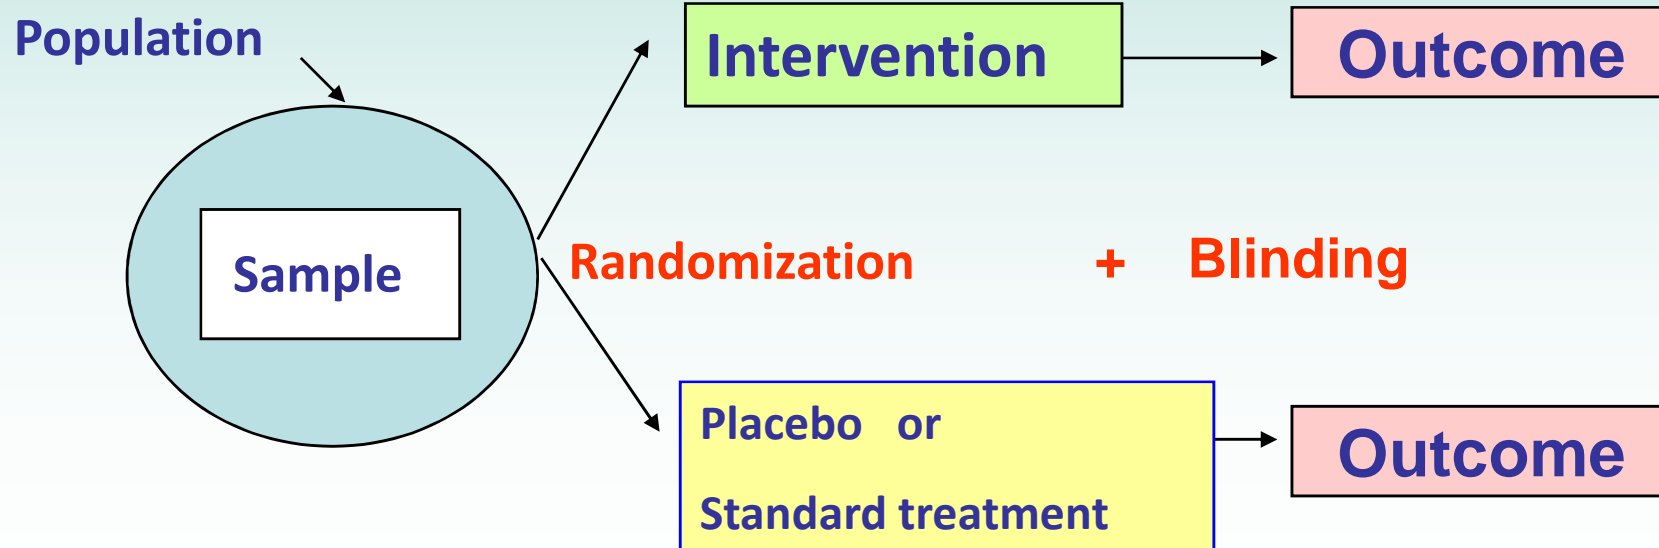 Population
Intervention
Outcome
Sample
Randomization + Blinding
Placebo or
Standard treatment
Outcome